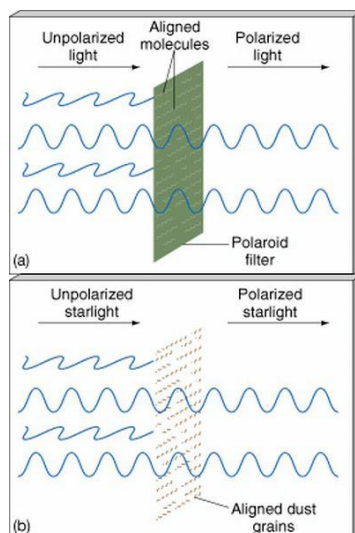 Unpolarized
light
Aligned
molecules
Polarized
light
Polaroid
filter
(a)
Unpolarized
starlight
Polarized
starlight
Aligned dust
grains
(b)